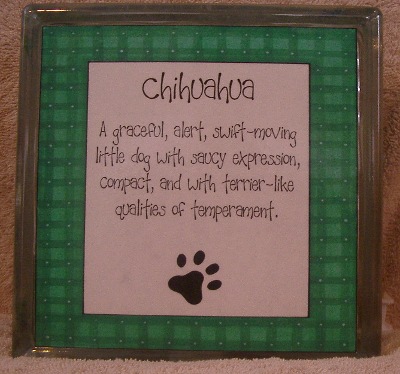 Chihuahua
A graceful, alert, swift-moving
little dog with saucy expression,
compact, and with terrier-like
qualities of temperament.